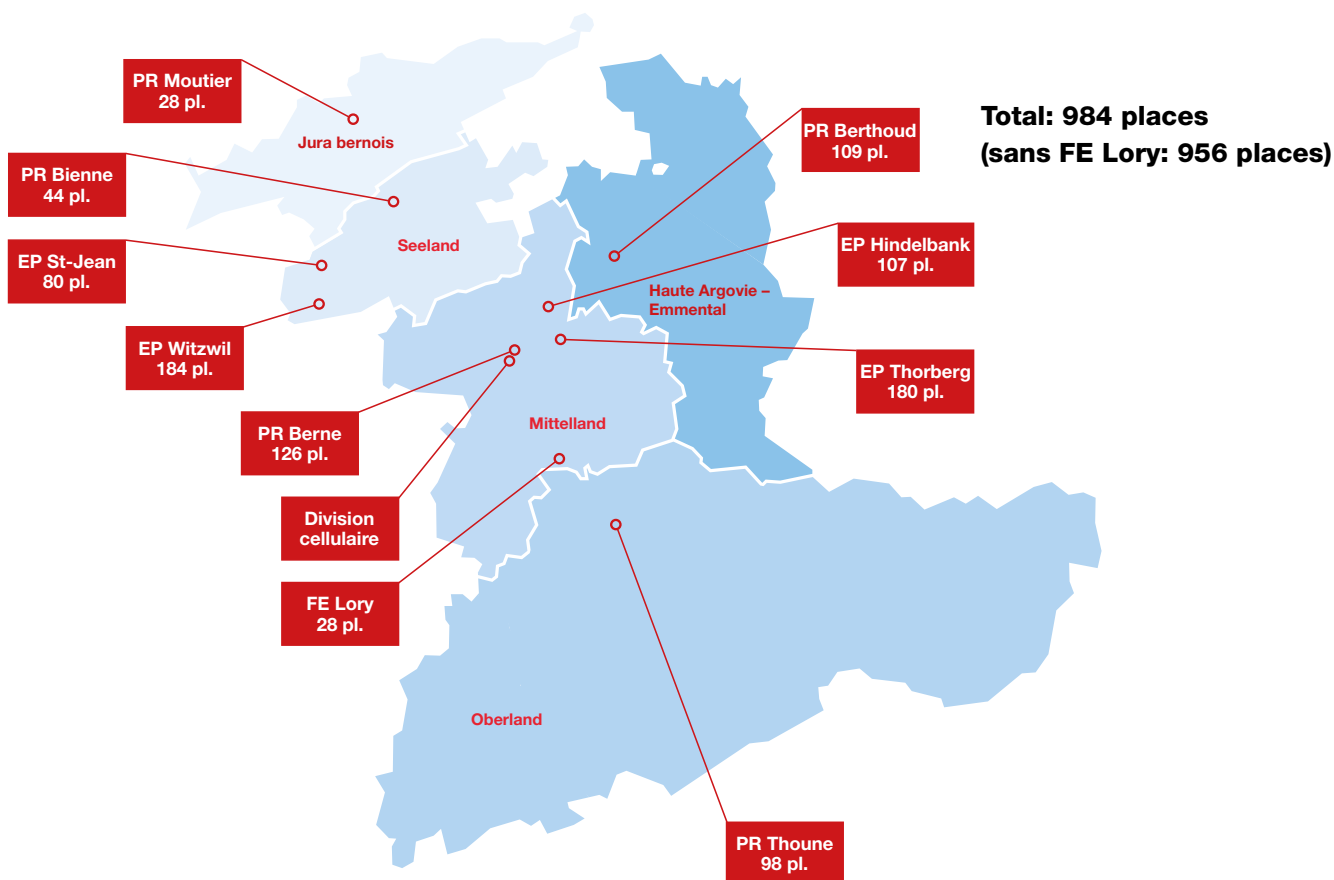 PR Moutier
28 pl.
Jura bernois
PR Bienne
44 pl.
Seeland
EP St-Jean
80 pl.
EP Witzwil
184 pl.
PR Berne
126 pl.
Division
cellulaire
FE Lory
28 pl.
Mittelland
Oberland
PR Berthoud
109 pl.
EP Hindelbank
107 pl.
Haute Argovie –
Emmental
EP Thorberg
180 pl.
PR Thoune
98 pl.
Total: 984 places
(sans FE Lory: 956 places)